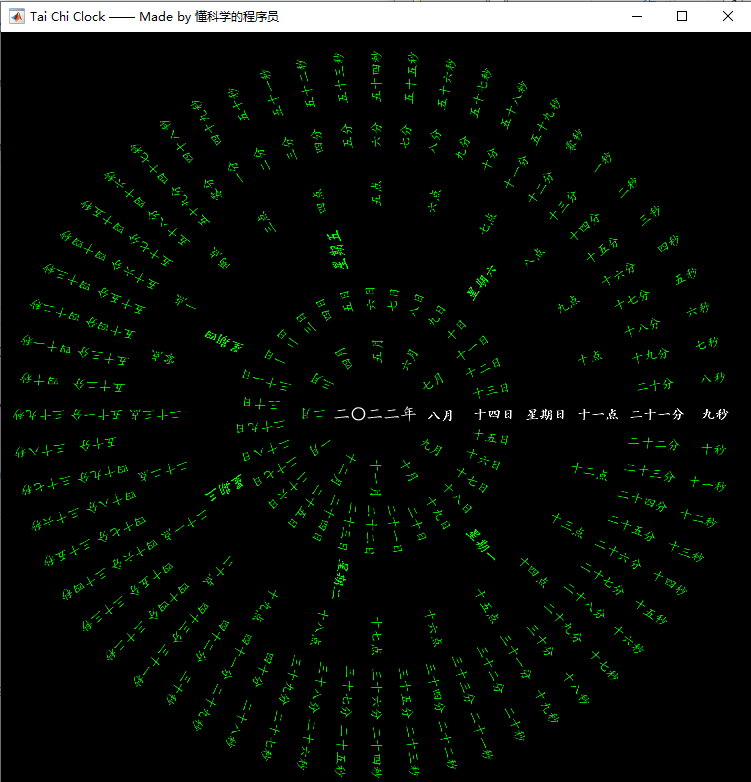 Tai Chi Clock —— Made by 懂科学的程序员
二〇二二年 八月 十四日 星期日 十一点 二十一分 九秒
九月 十月 十一月 十二月 一月 二月 三月 四月 五月 六月 七月
十五日 十六日 十七日 十八日 十九日 二十日 二十一日 二十二日 二十三日 二十四日 二十五日 二十六日 二十七日 二十八日 二十九日 三十日 三十一日 一日 二日 三日 四日 五日 六日 七日 八日 九日 十日 十一日 十二日 十三日
星期一 星期二 星期三 星期四 星期五 星期六
十二点 十三点 十四点 十五点 十六点 十七点 十八点 十九点 二十点 二十一点 二十二点 二十三点 零点 一点 两点 三点 四点 五点 六点 七点 八点 九点 十点
二十二分 二十三分 二十四分 二十五分 二十六分 二十七分 二十八分 二十九分 三十分 三十一分 三十二分 三十三分 三十四分 三十五分 三十六分 三十七分 三十八分 三十九分 四十分 四十一分 四十二分 四十三分 四十四分 四十五分 四十六分 四十七分 四十八分 四十九分 五十分 五十一分 五十二分 五十三分 五十四分 五十五分 五十六分 五十七分 五十八分 五十九分 零分 一分 二分 三分 四分 五分 六分 七分 八分 九分 十分 十一分 十二分 十三分 十四分 十五分 十六分 十七分 十八分 十九分 二十分
十秒 十一秒 十二秒 十三秒 十四秒 十五秒 十六秒 十七秒 十八秒 十九秒 二十秒 二十一秒 二十二秒 二十三秒 二十四秒 二十五秒 二十六秒 二十七秒 二十八秒 二十九秒 三十秒 三十一秒 三十二秒 三十三秒 三十四秒 三十五秒 三十六秒 三十七秒 三十八秒 三十九秒 四十秒 四十一秒 四十二秒 四十三秒 四十四秒 四十五秒 四十六秒 四十七秒 四十八秒 四十九秒 五十秒 五十一秒 五十二秒 五十三秒 五十四秒 五十五秒 五十六秒 五十七秒 五十八秒 五十九秒 零秒 一秒 二秒 三秒 四秒 五秒 六秒 七秒 八秒